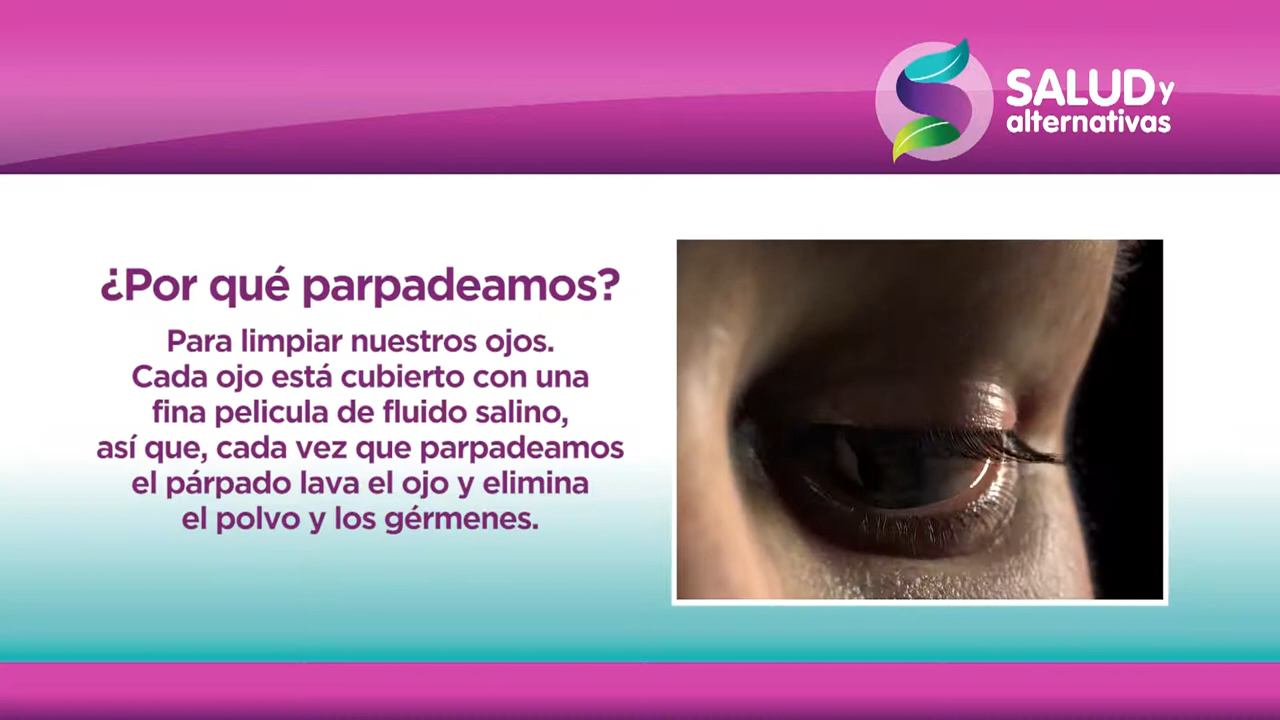 SALUD y
alternativas
¿Por qué parpadeamos?
Para limpiar nuestros ojos.
Cada ojo está cubierto con una
fina pelicula de fluido salino,
así que, cada vez que parpadeamos
el párpado lava el ojo y elimina
el polvo y los gérmenes.